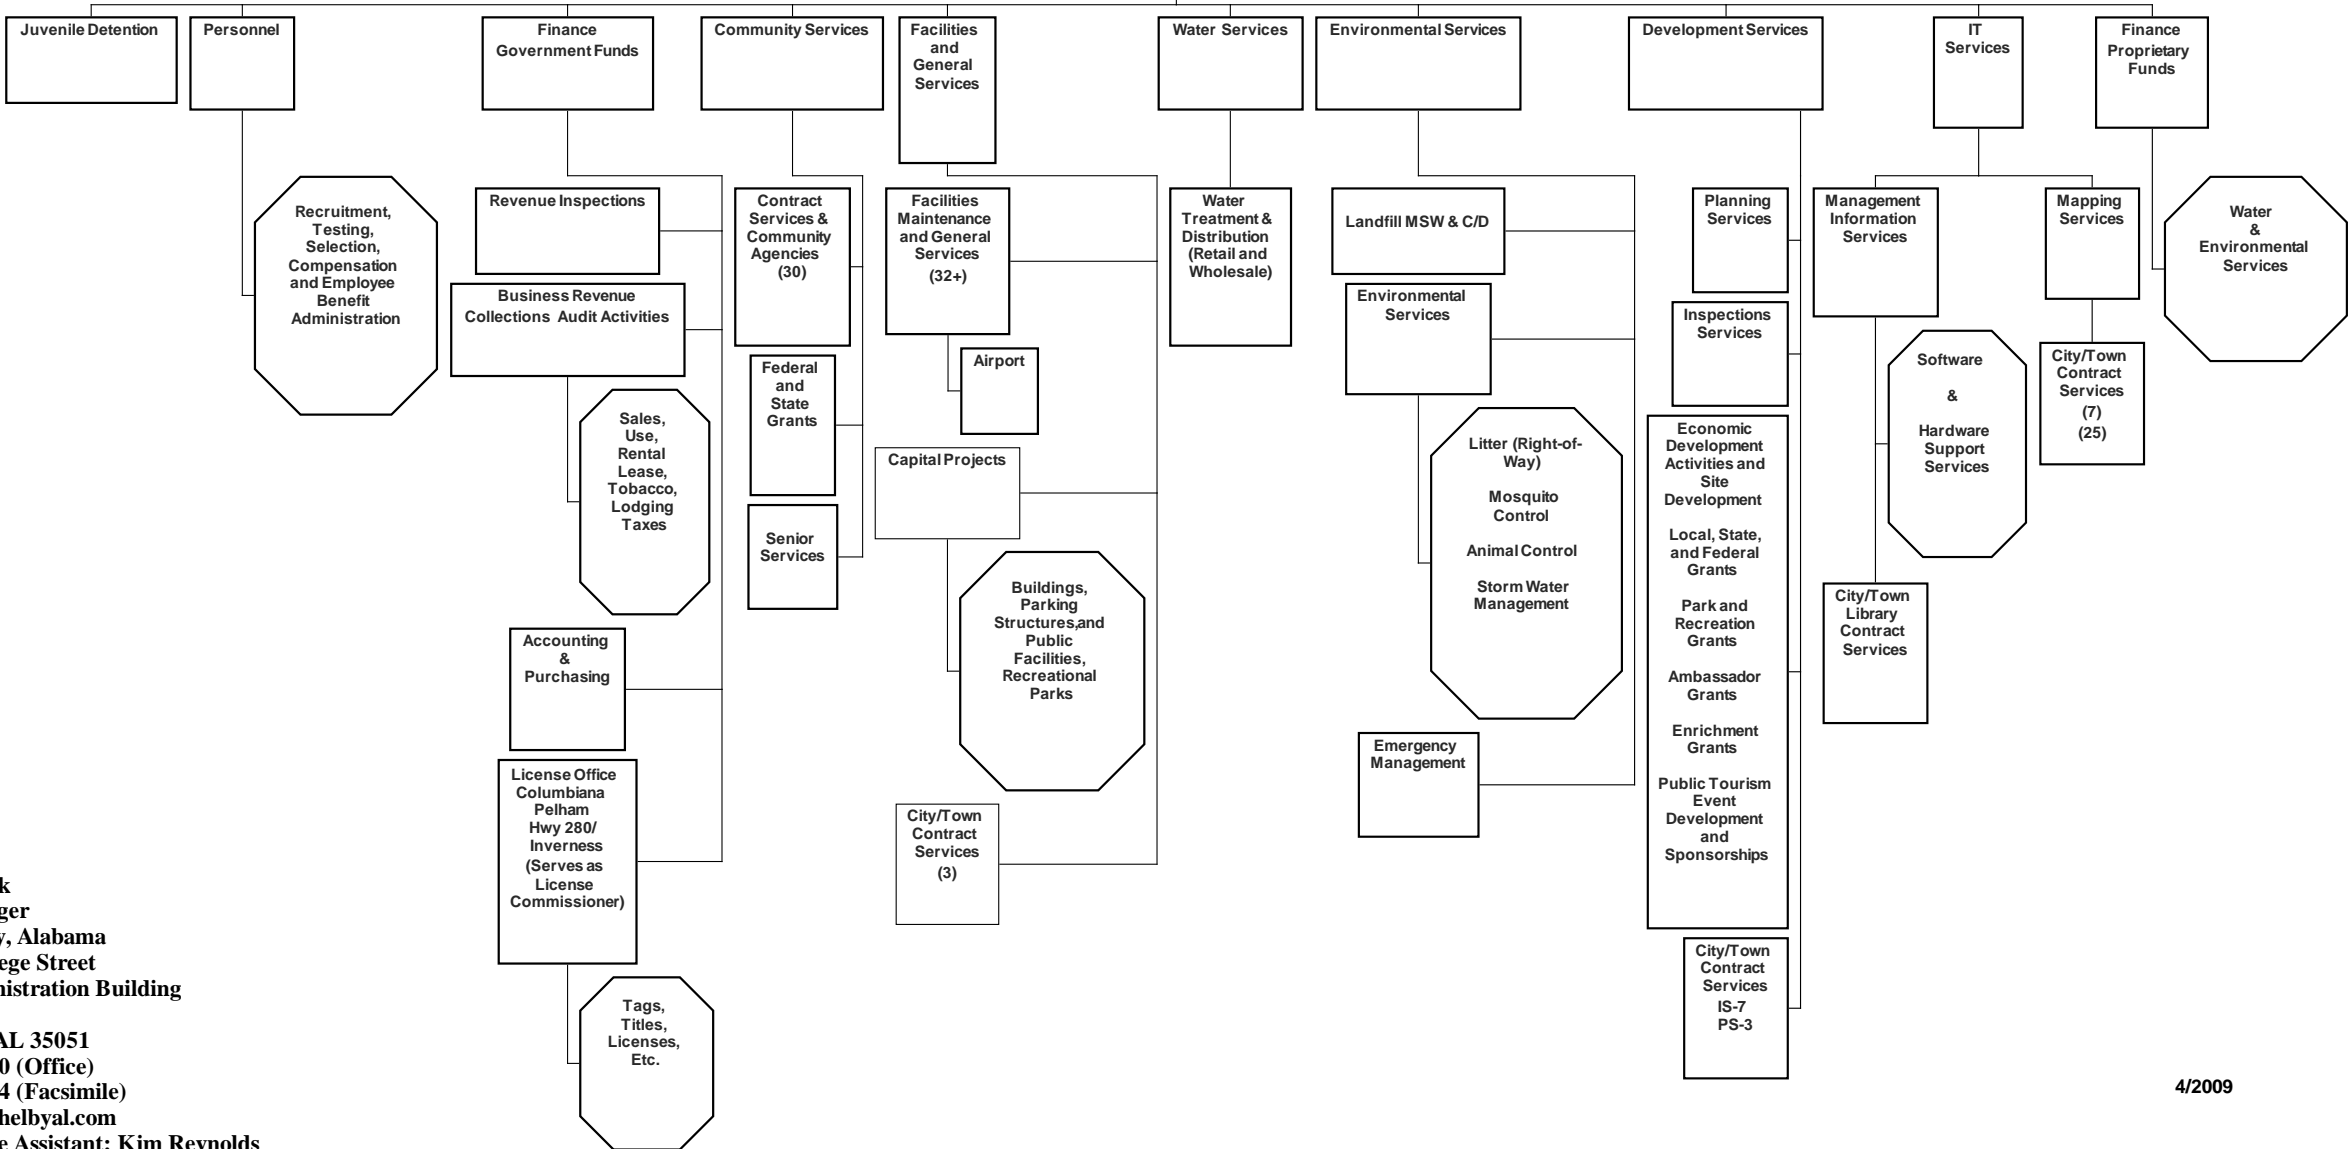 Juvenile Detention
Personnel
Finance
Government Funds
Community Services
Facilities
and
General
Services
Water Services
Environmental Services
Development Services
IT
Services
Finance
Proprietary
Funds
Recruitment,
Testing,
Selection,
Compensation
and Employee
Benefit
Administration
Revenue Inspections
Business Revenue
Collections Audit Activities
Sales,
Use,
Rental
Lease,
Tobacco,
Lodging
Taxes
Accounting
&
Purchasing
License Office
Columbiana
Pelham
Hwy 280/
Inverness
(Serves as
License
Commissioner)
Tags,
Titles,
Licenses,
Etc.
Contract
Services &
Community
Agencies
(30)
Federal
and
State
Grants
Senior
Services
Facilities
Maintenance
and General
Services
(32+)
Airport
Capital Projects
Buildings,
Parking
Structures,and
Public
Facilities,
Recreational
Parks
City/Town
Contract
Services
(3)
Water
Treatment &
Distribution
(Retail and
Wholesale)
Landfill MSW & C/D
Environmental
Services
Litter (Right-of-
Way)
Mosquito
Control
Animal Control
Storm Water
Management
Emergency
Management
Planning
Services
Inspections
Services
Economic
Development
Activities and
Site
Development
Local, State,
and Federal
Grants
Park and
Recreation
Grants
Ambassador
Grants
Enrichment
Grants
Public Tourism
Event
Development
and
Sponsorships
City/Town
Contract
Services
IS-7
PS-3
Management
Information
Services
Software
&
Hardware
Support
Services
City/Town
Library
Contract
Services
Mapping
Services
City/Town
Contract
Services
(7)
(25)
Water
&
Environmental
Services
k
ger
y, Alabama
ege Street
nistration Building
AL 35051
0 (Office)
4 (Facsimile)
helbyal.com
e Assistant: Kim Reynolds
4/2009